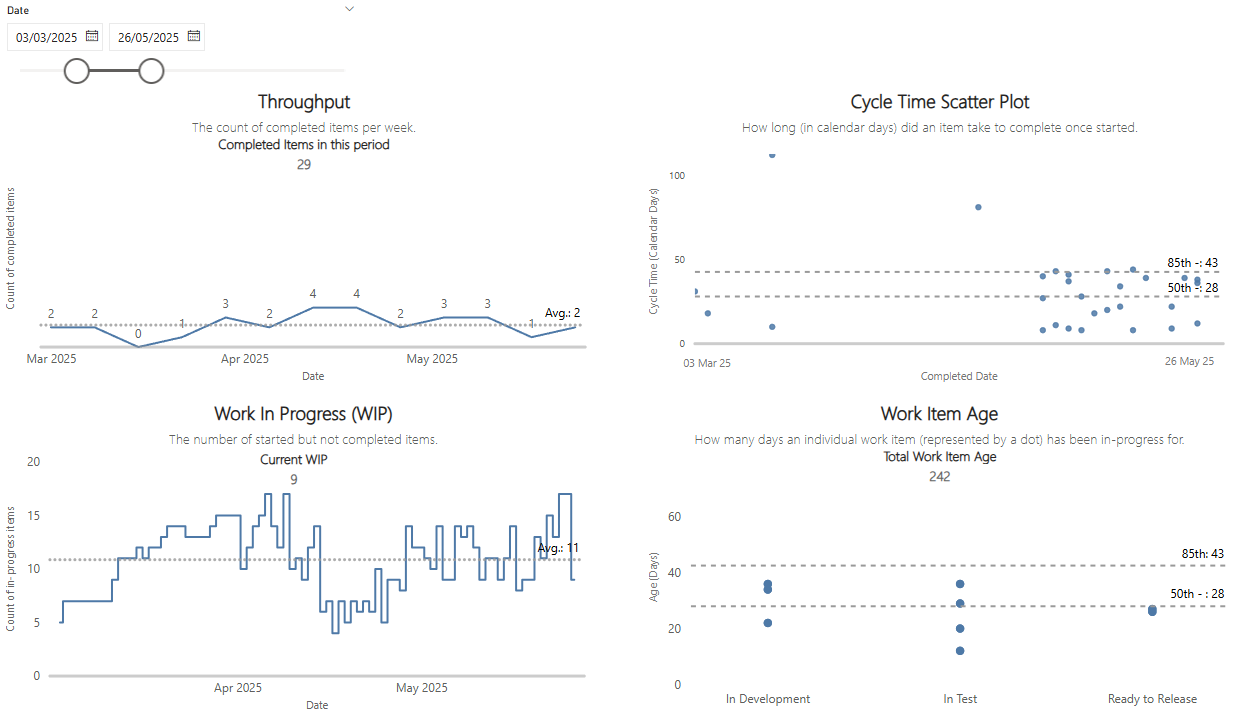 Date
03/03/2025 26/05/2025
Throughput
The count of completed items per week.
Completed Items in this period
29
Count of completed items
2 2 0 1 3 2 4 4 2 3 3 1
Avg.: 2
Mar 2025 Apr 2025 May 2025
Date
Cycle Time Scatter Plot
How long (in calendar days) did an item take to complete once started.
Cycle Time (Calendar Days)
100
50
0
85th -: 43
50th -: 28
03 Mar 25 26 May 25
Completed Date
Work In Progress (WIP)
The number of started but not completed items.
Current WIP
9
Count of in-progress items
20
15
10
5
0
Avg.: 11
Apr 2025 May 2025
Date
Work Item Age
How many days an individual work item (represented by a dot) has been in-progress for.
Total Work Item Age
242
Age (Days)
60
40
20
0
85th: 43
50th - : 28
In Development In Test Ready to Release